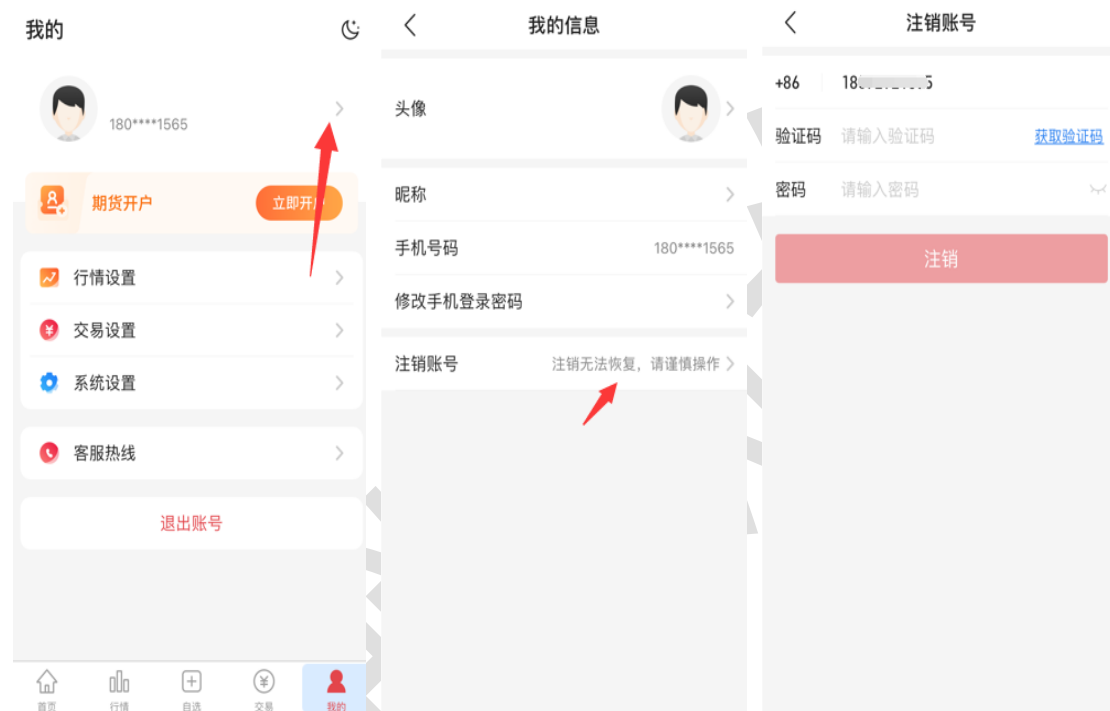 我的
180****1565
期货开户
立即开
行情设置
交易设置
系统设置
客服热线
退出账号
首页
行情
自选
交易
我的
我的信息
头像
昵称
手机号码 180****1565
修改手机登录密码
注销账号 注销无法恢复，请谨慎操作
注销账号
+86 18 5
验证码 请输入验证码 获取验证码
密码 请输入密码
注销